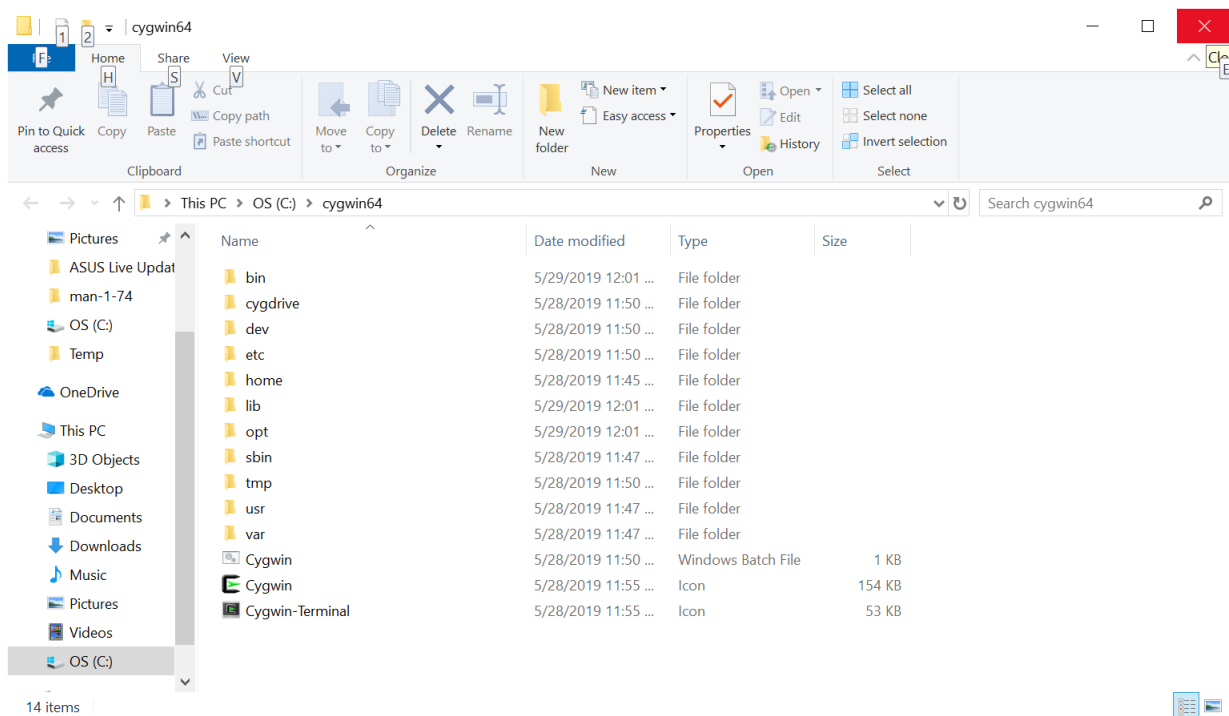 1 2 cygwin64
F Home Share View
H S V Clo E
Pin to Quick access
Copy
Paste
Cut
Copy path
Paste shortcut
Move to
Copy to
Delete
Rename
New folder
New item
Easy access
Properties
Open
Edit
History
Select all
Select none
Invert selection
Clipboard Organize New Open Select
This PC > OS (C:) > cygwin64
Search cygwin64
Name Date modified Type Size
Pictures
ASUS Live Updat
man-1-74
OS (C:)
Temp
OneDrive
This PC
3D Objects
Desktop
Documents
Downloads
Music
Pictures
Videos
OS (C:)
bin 5/29/2019 12:01 ... File folder
cygdrive 5/28/2019 11:50 ... File folder
dev 5/28/2019 11:50 ... File folder
etc 5/28/2019 11:50 ... File folder
home 5/28/2019 11:45 ... File folder
lib 5/29/2019 12:01 ... File folder
opt 5/29/2019 12:01 ... File folder
sbin 5/28/2019 11:47 ... File folder
tmp 5/28/2019 11:50 ... File folder
usr 5/28/2019 11:47 ... File folder
var 5/28/2019 11:47 ... File folder
Cygwin 5/28/2019 11:50 ... Windows Batch File 1 KB
Cygwin 5/28/2019 11:55 ... Icon 154 KB
Cygwin-Terminal 5/28/2019 11:55 ... Icon 53 KB
14 items